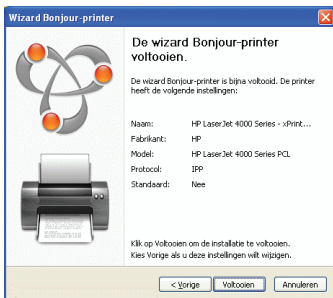 Wizard Bonjour-printer
De wizard Bonjour-printer
voltooien.
De wizard Bonjour-printer is bijna voltooid. De printer
heeft de volgende instellingen:
Naam: HP LaserJet 4000 Series - xPrint...
Fabrikant: HP
Model: HP LaserJet 4000 Series PCL
Protocol: IPP
Standaard: Nee
Klik op Voltooien om de installatie te voltooien.
Kies Vorige als u deze instellingen wilt wijzigen.
< Vorige Voltooien Annuleren